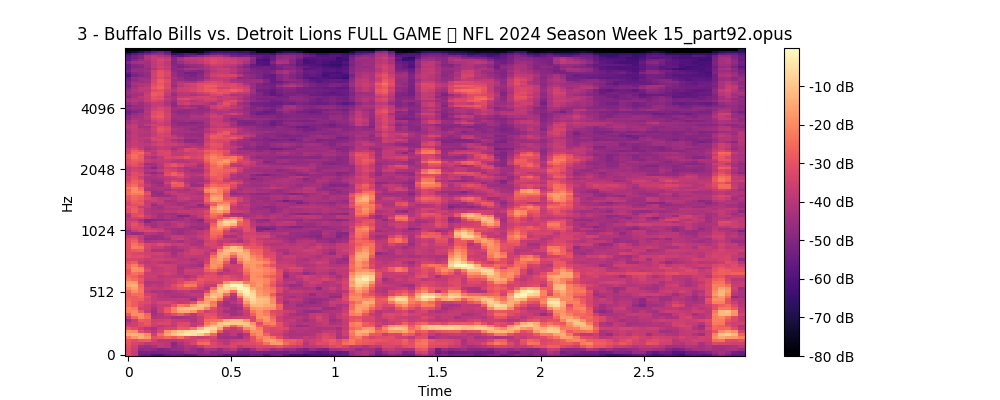 3 - Buffalo Bills vs. Detroit Lions FULL GAME ▯ NFL 2024 Season Week 15_part92.opus
Hz
4096
2048
1024
512
0
0
0.5
1
1.5
2
2.5
Time
-10 dB
-20 dB
-30 dB
-40 dB
-50 dB
-60 dB
-70 dB
-80 dB